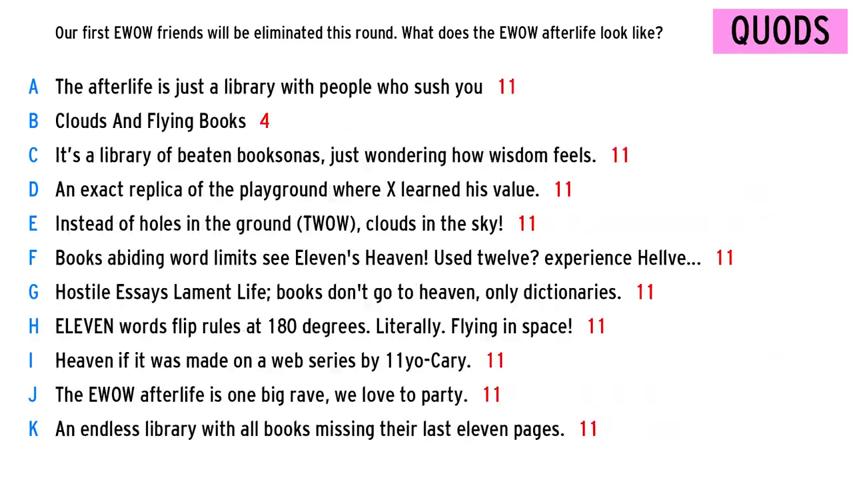 Our first EWOW friends will be eliminated this round. What does the EWOW afterlife look like?
QUODS
A The afterlife is just a library with people who sush you 11
B Clouds And Flying Books 4
C It's a library of beaten booksonas, just wondering how wisdom feels. 11
D An exact replica of the playground where X learned his value. 11
E Instead of holes in the ground (TWOW), clouds in the sky! 11
F Books abiding word limits see Eleven's Heaven! Used twelve? experience Hellve... 11
G Hostile Essays Lament Life; books don't go to heaven, only dictionaries. 11
H ELEVEN words flip rules at 180 degrees. Literally. Flying in space! 11
I Heaven if it was made on a web series by 11yo-Cary. 11
J The EWOW afterlife is one big rave, we love to party. 11
K An endless library with all books missing their last eleven pages. 11